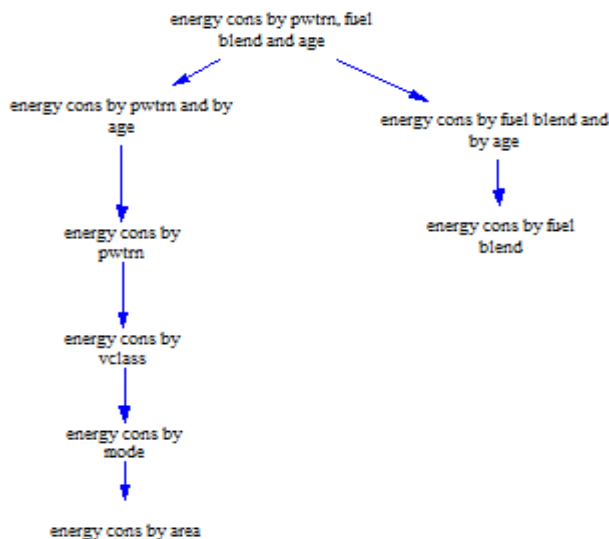 energy cons by pwtrn, fuel
blend and age
energy cons by pwtrn and by
age
energy cons by fuel blend and
by age
energy cons by
pwtrn
energy cons by fuel
blend
energy cons by
vclass
energy cons by
mode
energy cons by area